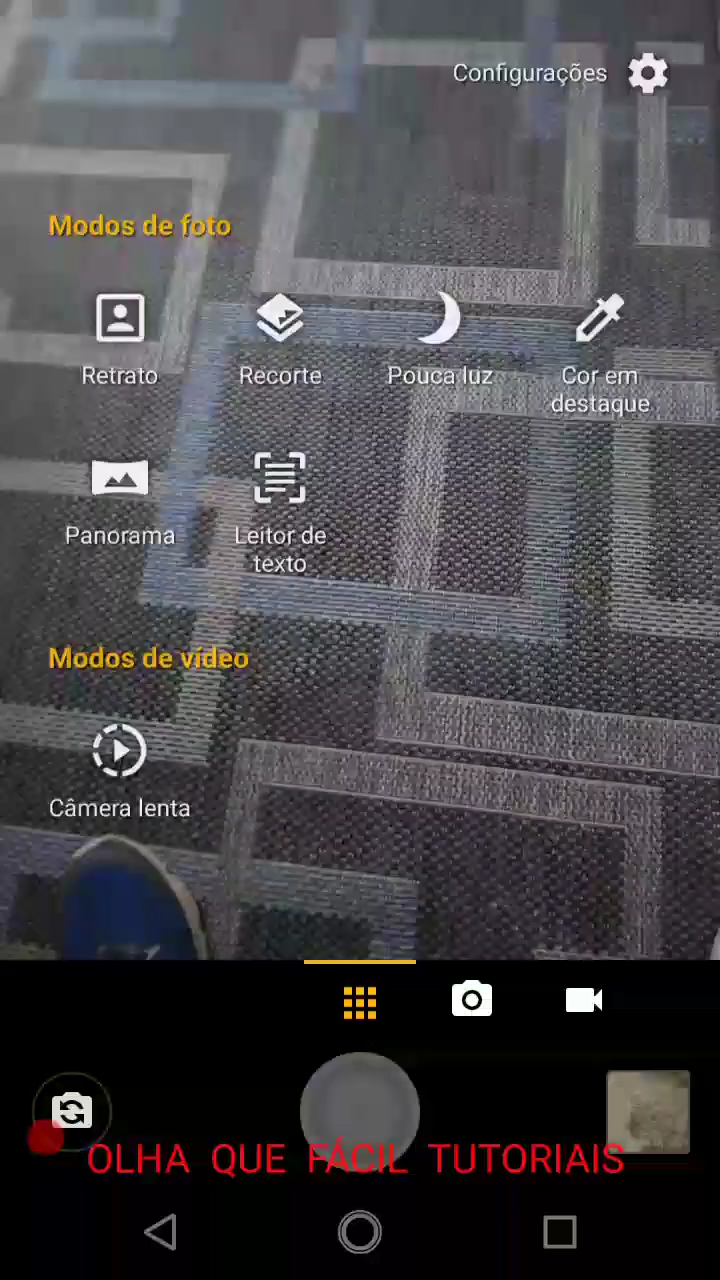 Configurações
Modos de foto
Retrato
Recorte
Pouca luz
Cor em
destaque
Panorama
Leitor de
texto
Modos de vídeo
Câmera lenta
OLHA QUE FÁCIL TUTORIAIS